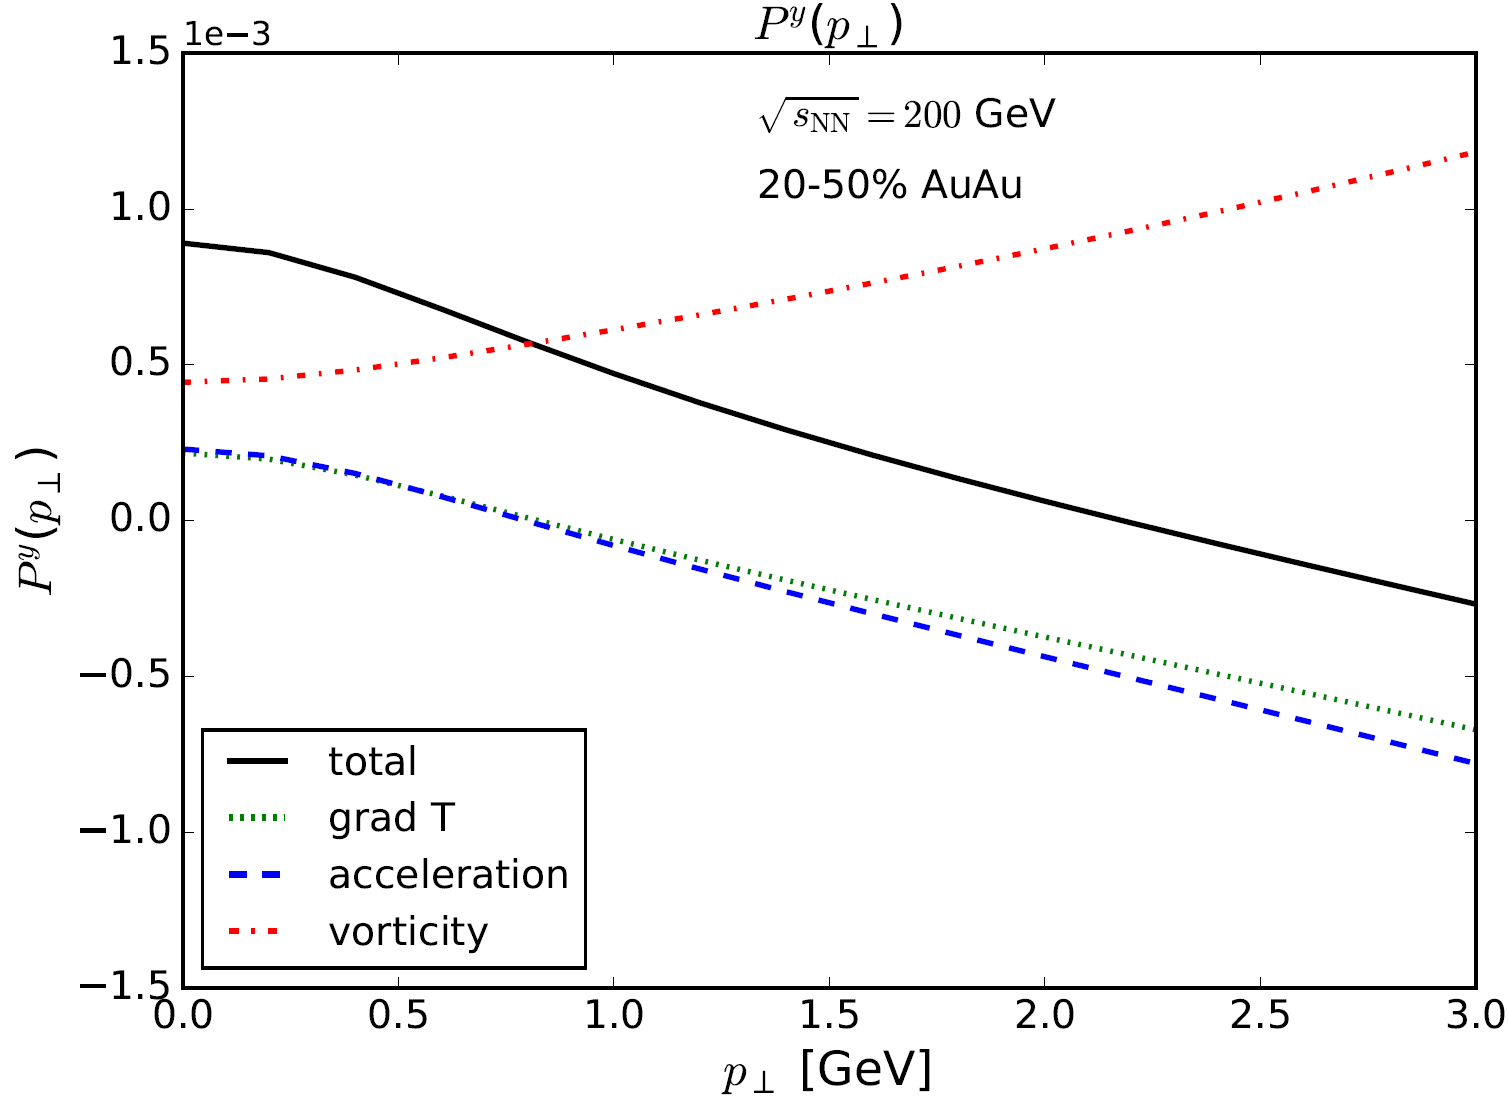 P^y(p_⊥)
1e−3
√s_NN = 200 GeV
20-50% AuAu
1.5
1.0
0.5
0.0
−0.5
−1.0
−1.5
P^y(p_⊥)
total
grad T
acceleration
vorticity
0.0 0.5 1.0 1.5 2.0 2.5 3.0
p_⊥ [GeV]